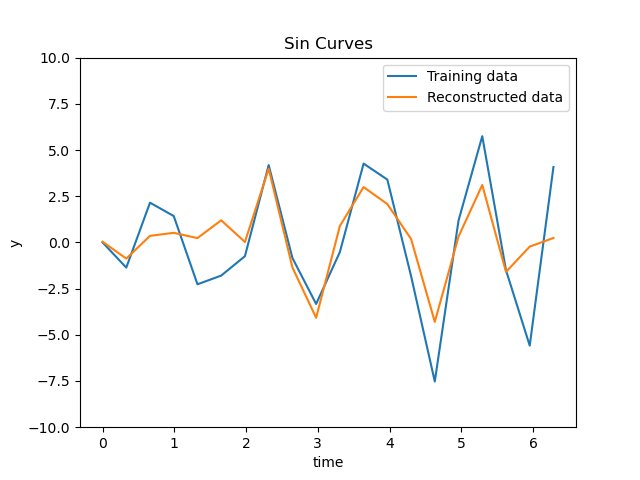 Sin Curves
Training data
Reconstructed data
10.0
7.5
5.0
2.5
0.0
−2.5
−5.0
−7.5
−10.0
y
0 1 2 3 4 5 6
time